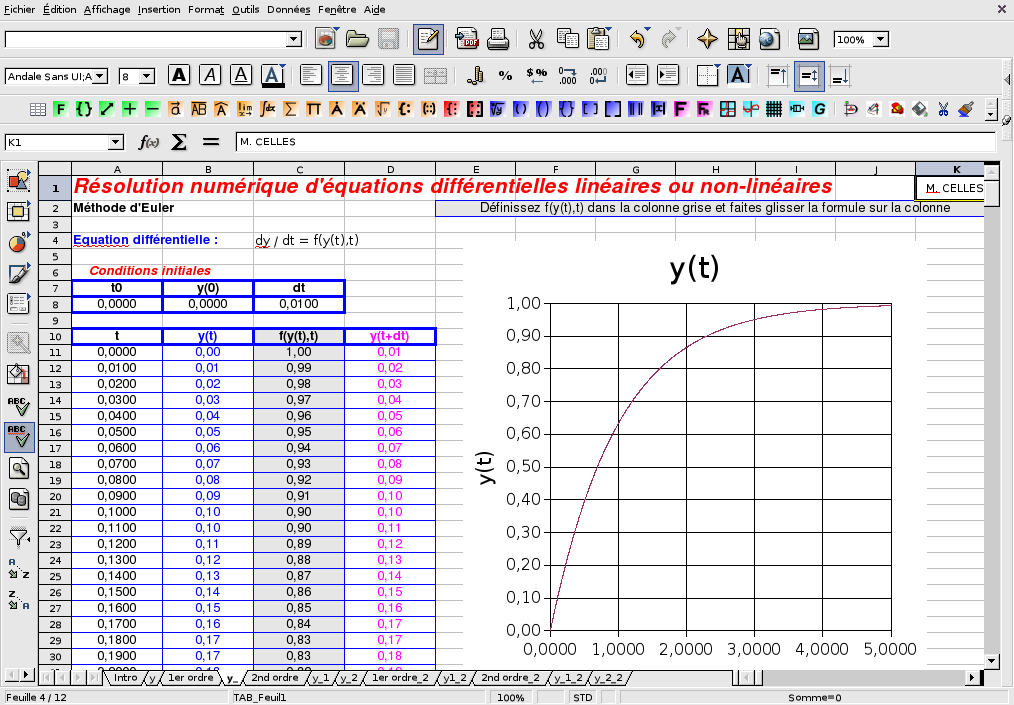 Fichier Édition Affichage Insertion Format Outils Données Fenêtre Aide
100%
Andale Sans UI;A 8
K1 f(x) Σ = M. CELLES
A B C D E F G H I J K
1 Résolution numérique d'équations différentielles linéaires ou non-linéaires M. CELLES
2 Méthode d'Euler Définissez f(y(t),t) dans la colonne grise et faites glisser la formule sur la colonne
3
4 Equation différentielle : dy / dt = f(y(t),t)
5
6 Conditions initiales
7 t0 y(0) dt
8 0,0000 0,0000 0,0100
9
10 t y(t) f(y(t),t) y(t+dt)
11 0,0000 0,00 1,00 0,01
12 0,0100 0,01 0,99 0,02
13 0,0200 0,02 0,98 0,03
14 0,0300 0,03 0,97 0,04
15 0,0400 0,04 0,96 0,05
16 0,0500 0,05 0,95 0,06
17 0,0600 0,06 0,94 0,07
18 0,0700 0,07 0,93 0,08
19 0,0800 0,08 0,92 0,09
20 0,0900 0,09 0,91 0,10
21 0,1000 0,10 0,90 0,10
22 0,1100 0,10 0,90 0,11
23 0,1200 0,11 0,89 0,12
24 0,1300 0,12 0,88 0,13
25 0,1400 0,13 0,87 0,14
26 0,1500 0,14 0,86 0,15
27 0,1600 0,15 0,85 0,16
28 0,1700 0,16 0,84 0,17
29 0,1800 0,17 0,83 0,17
30 0,1900 0,17 0,83 0,18
y(t)
1,00
0,90
0,80
0,70
0,60
0,50
0,40
0,30
0,20
0,10
0,00
y(t)
0,0000 1,0000 2,0000 3,0000 4,0000 5,0000
Intro y 1er ordre y_ 2nd ordre y_1 y_2 1er ordre_2 y1_2 2nd ordre_2 y_1_2 y_2_2
Feuille 4 / 12 TAB_Feuil1 100% STD Somme=0